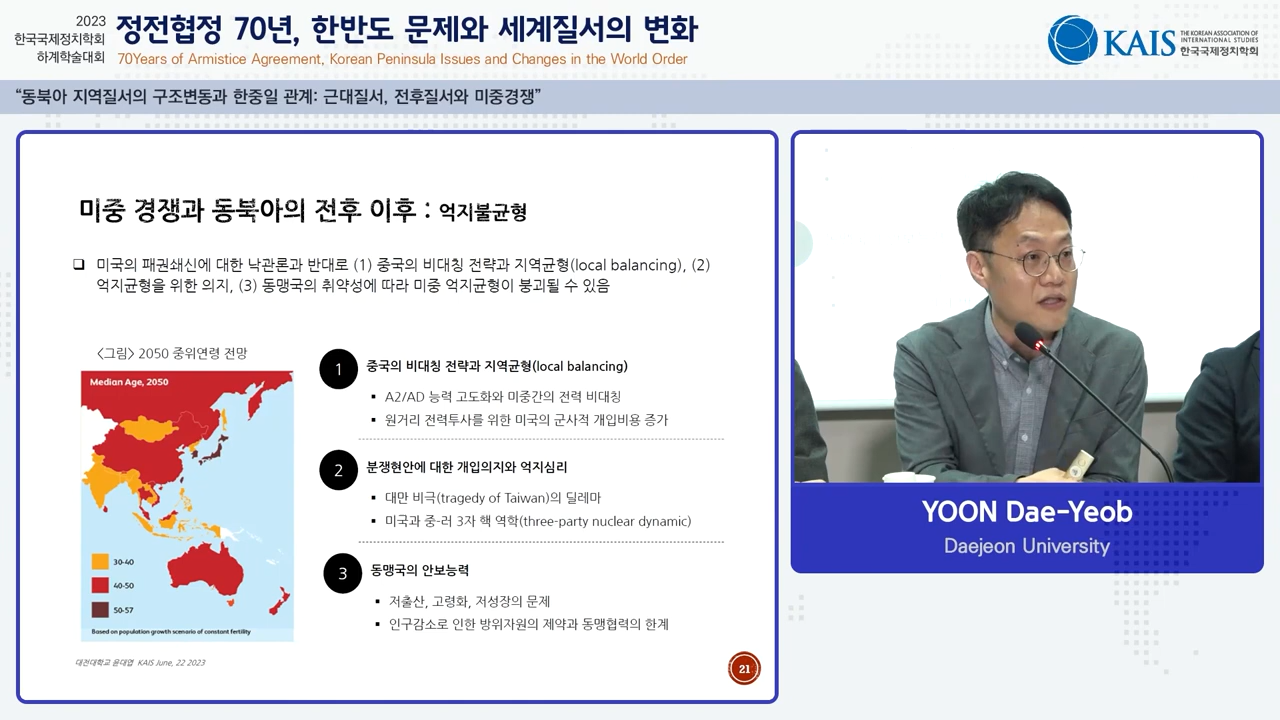 2023
한국국제정치학회
하계학술대회
정전협정 70년, 한반도 문제와 세계질서의 변화
70Years of Armistice Agreement, Korean Peninsula Issues and Changes in the World Order
KAIS
THE KOREAN ASSOCIATION OF
INTERNATIONAL STUDIES
한국국제정치학회
“동북아 지역질서의 구조변동과 한중일 관계: 근대질서, 전후질서와 미중경쟁”
미중 경쟁과 동북아의 전후 이후 : 억지불균형
❑ 미국의 패권쇄신에 대한 낙관론과 반대로 (1) 중국의 비대칭 전략과 지역균형(local balancing), (2)
억지균형을 위한 의지, (3) 동맹국의 취약성에 따라 미중 억지균형이 붕괴될 수 있음
<그림> 2050 중위연령 전망
Median Age, 2050
30-40
40-50
50-57
Based on population growth scenario of constant fertility
1 중국의 비대칭 전략과 지역균형(local balancing)
▪ A2/AD 능력 고도화와 미중간의 전력 비대칭
▪ 원거리 전력투사를 위한 미국의 군사적 개입비용 증가
2 분쟁현안에 대한 개입의지와 억지심리
▪ 대만 비극(tragedy of Taiwan)의 딜레마
▪ 미국과 중-러 3자 핵 역학(three-party nuclear dynamic)
3 동맹국의 안보능력
▪ 저출산, 고령화, 저성장의 문제
▪ 인구감소로 인한 방위자원의 제약과 동맹협력의 한계
대전대학교 윤대엽 KAIS June, 22 2023
21
YOON Dae-Yeob
Daejeon University